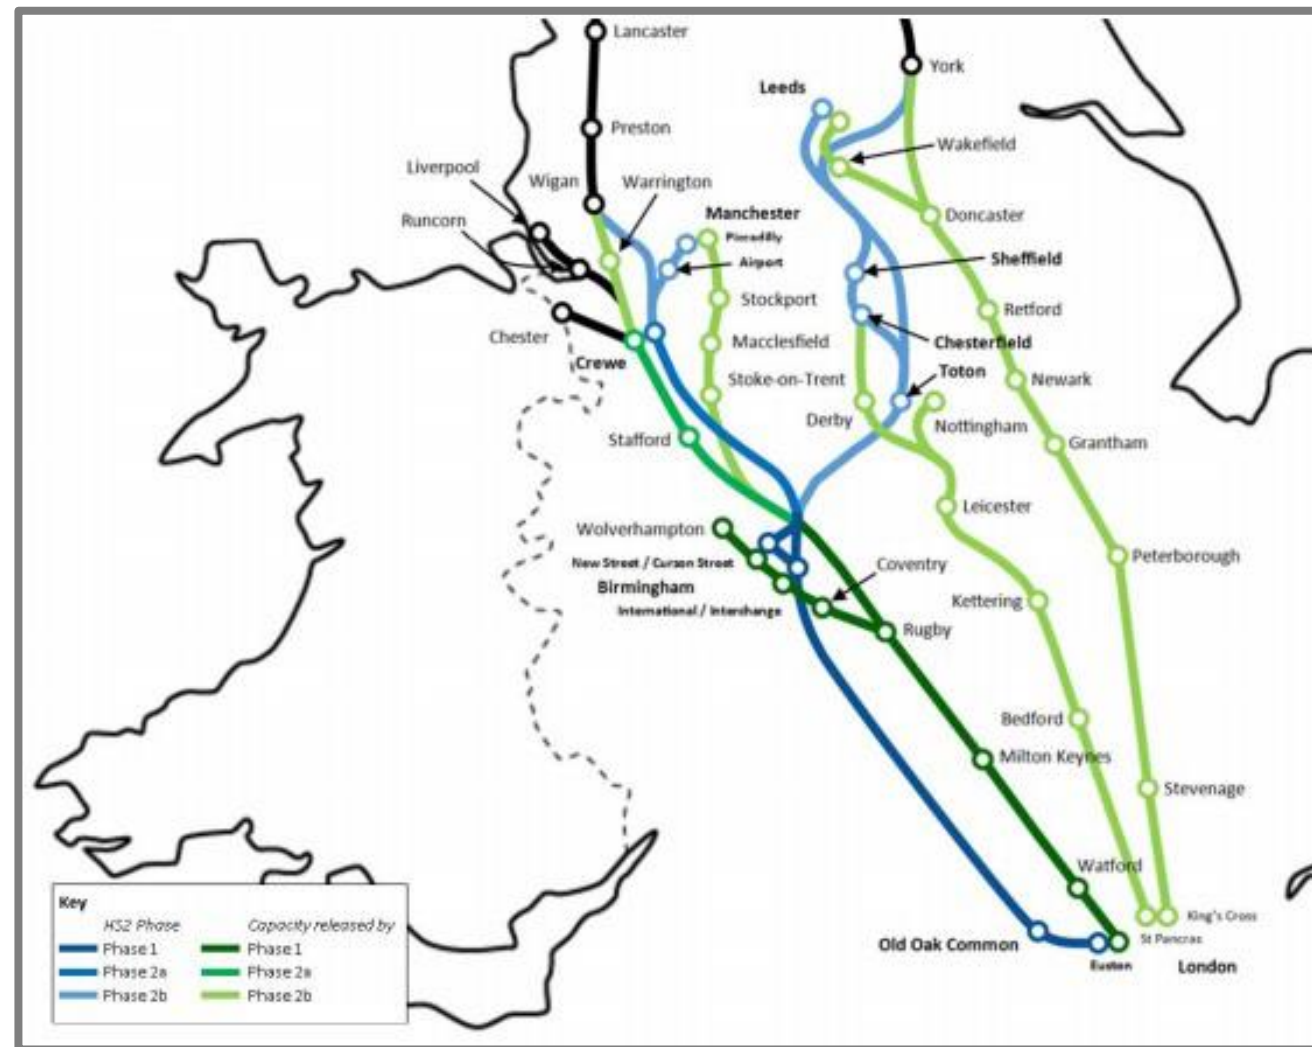 Lancaster
York
Leeds
Preston
Wakefield
Liverpool
Wigan
Warrington
Runcorn
Manchester
Piccadilly
Doncaster
Airport
Sheffield
Stockport
Retford
Chester
Macclesfield
Chesterfield
Crewe
Toton
Stoke-on-Trent
Newark
Derby
Nottingham
Stafford
Grantham
Leicester
Wolverhampton
Peterborough
New Street / Curzon Street
Coventry
Birmingham
Kettering
International / Interchange
Rugby
Bedford
Milton Keynes
Stevenage
Watford
King's Cross
St Pancras
Old Oak Common
Euston
London
Key
HS2 Phase
Capacity released by
Phase 1
Phase 1
Phase 2a
Phase 2a
Phase 2b
Phase 2b